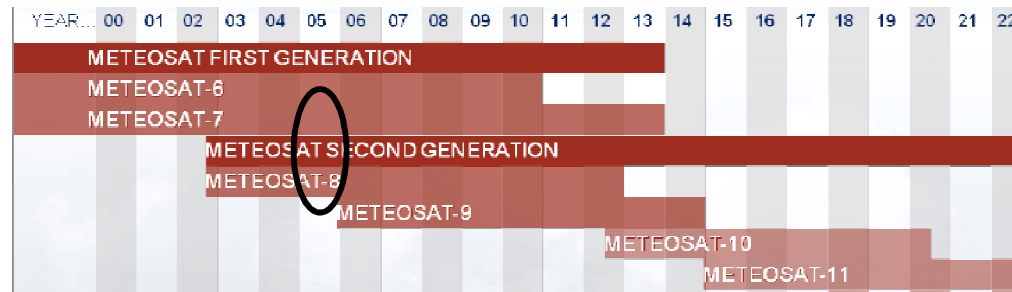 YEAR... 00 01 02 03 04 05 06 07 08 09 10 11 12 13 14 15 16 17 18 19 20 21 22
METEOSAT FIRST GENERATION
METEOSAT-6
METEOSAT-7
METEOSAT SECOND GENERATION
METEOSAT-8
METEOSAT-9
METEOSAT-10
METEOSAT-11